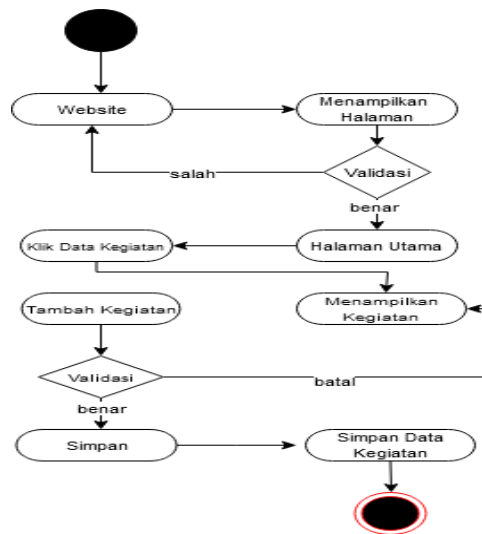 Website
Menampilkan
Halaman
salah
Validasi
benar
Klik Data Kegiatan
Halaman Utama
Tambah Kegiatan
Menampilkan
Kegiatan
Validasi
batal
benar
Simpan
Simpan Data
Kegiatan